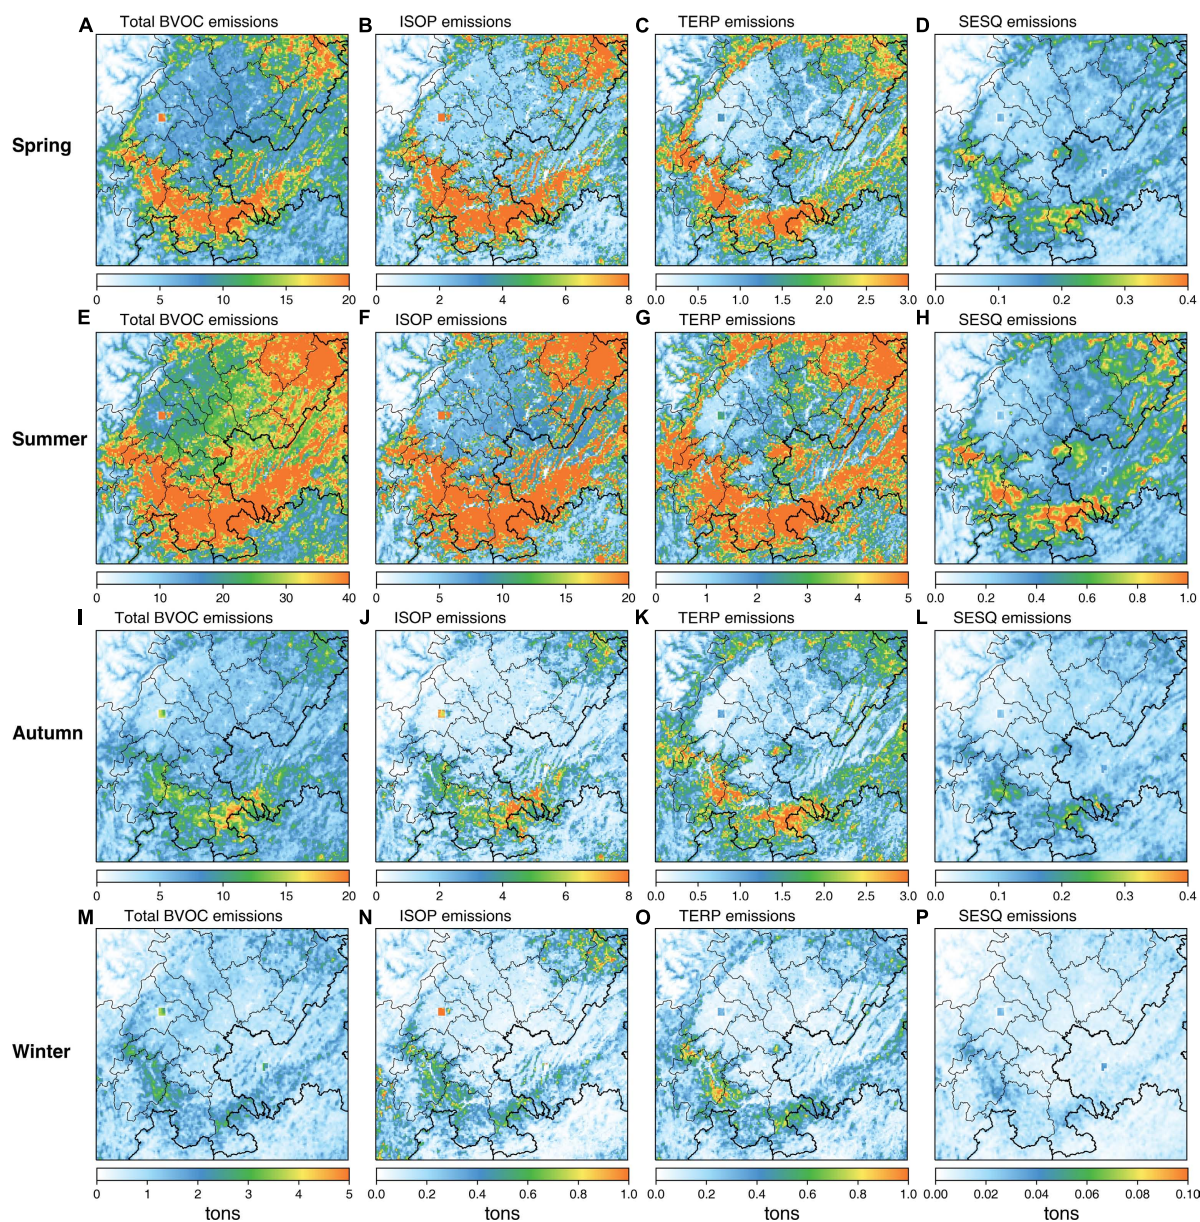 A Total BVOC emissions B ISOP emissions C TERP emissions D SESQ emissions
Spring
0 5 10 15 20 0 2 4 6 8 0.0 0.5 1.0 1.5 2.0 2.5 3.0 0 0.1 0.2 0.3 0.4
E Total BVOC emissions F ISOP emissions G TERP emissions H SESQ emissions
Summer
0 10 20 30 40 0 5 10 15 20 0 1 2 3 4 5 0.0 0.2 0.4 0.6 0.8 1.0
I Total BVOC emissions J ISOP emissions K TERP emissions L SESQ emissions
Autumn
0 5 10 15 20 0 2 4 6 8 0.0 0.5 1.0 1.5 2.0 2.5 3.0 0 0.1 0.2 0.3 0.4
M Total BVOC emissions N ISOP emissions O TERP emissions P SESQ emissions
Winter
0 1 2 3 4 5 0.0 0.2 0.4 0.6 0.8 1.0 0.0 0.2 0.4 0.6 0.8 1.0 0.00 0.02 0.04 0.06 0.08 0.10
tons tons tons tons